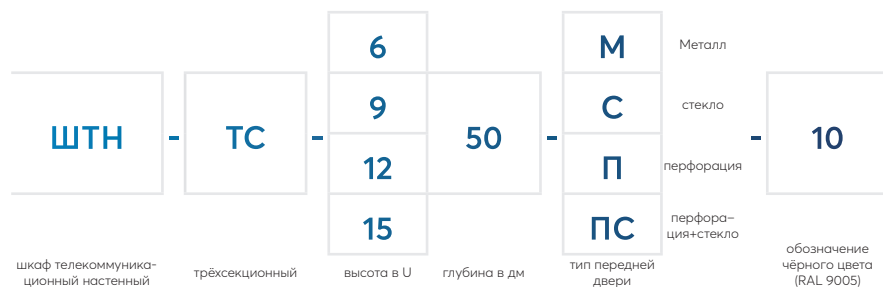 6
М
Металл
9
С
стекло
ШТН
-
ТС
-
50
-
-
10
12
П
перфорация
15
ПС
перфора–
ция+стекло
шкаф телекоммуника-
ционный настенный
трёхсекционный
высота в U
глубина в дм
тип передней
двери
обозначение
чёрного цвета
(RAL 9005)